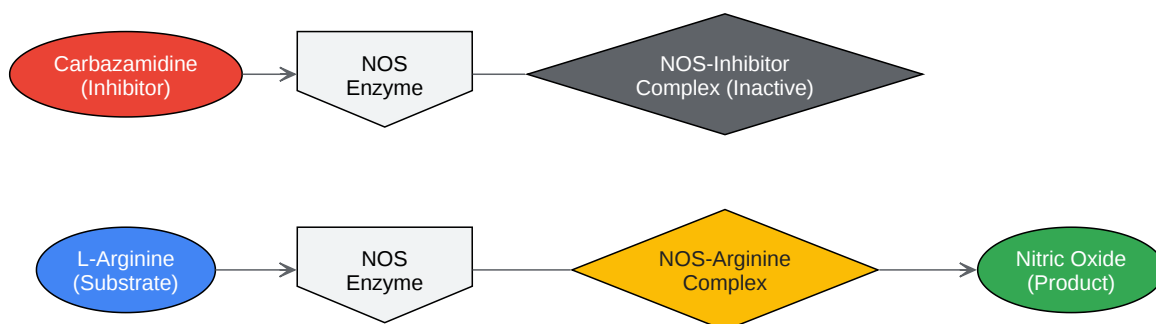 Carbazamidine
(Inhibitor)
NOS
Enzyme
NOS-Inhibitor
Complex (Inactive)
L-Arginine
(Substrate)
NOS
Enzyme
NOS-Arginine
Complex
Nitric Oxide
(Product)